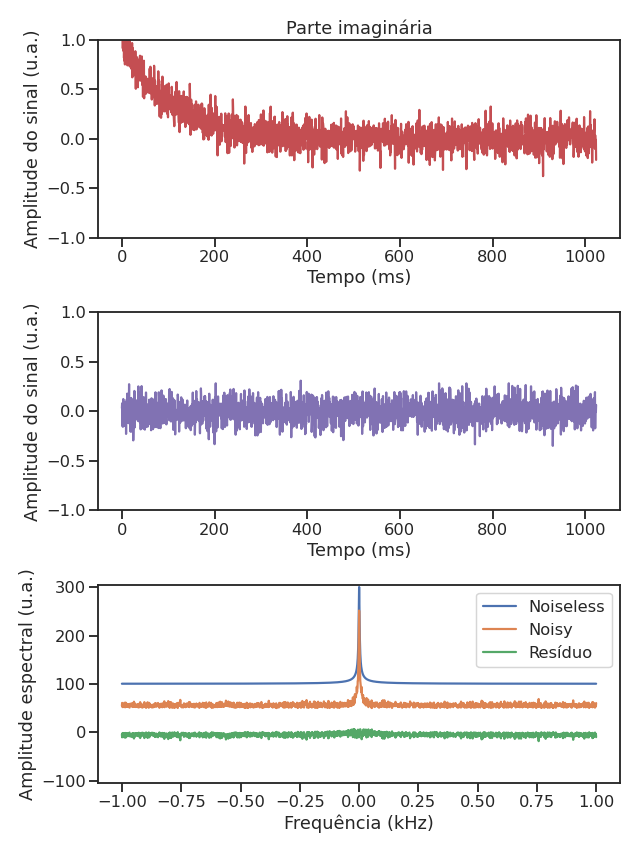 Parte imaginária
Amplitude do sinal (u.a.)
1.0
0.5
0.0
−0.5
−1.0
0 200 400 600 800 1000
Tempo (ms)
Amplitude do sinal (u.a.)
1.0
0.5
0.0
−0.5
−1.0
0 200 400 600 800 1000
Tempo (ms)
Amplitude espectral (u.a.)
300
200
100
0
−100
Noiseless
Noisy
Resíduo
−1.00 −0.75 −0.50 −0.25 0.00 0.25 0.50 0.75 1.00
Frequência (kHz)